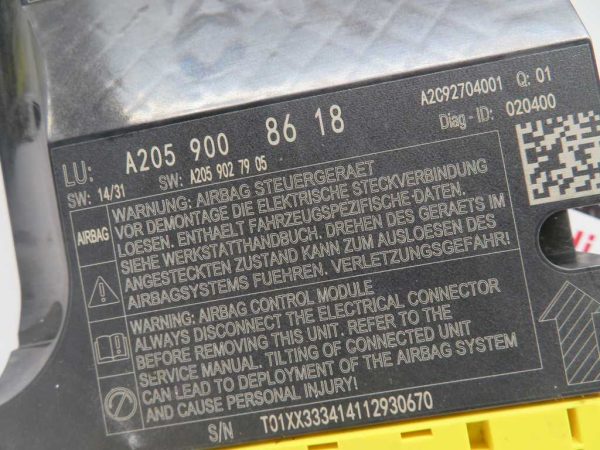 A2C92704001 Q: 01
Diag - ID: 020400
LU: A205 900 8618
SW: 14/31 SW: A205 902 79 05
AIRBAG
WARNUNG: AIRBAG STEUERGERAET
VOR DEMONTAGE DIE ELEKTRISCHE STECKVERBINDUNG
LOESEN. ENTHAELT FAHRZEUGSPEZIFISCHE-DATEN.
SIEHE WERKSTATTHANDBUCH. DREHEN DES GERAETS IM
ANGESTECKTEN ZUSTAND KANN ZUM AUSLOESEN DES
AIRBAGSYSTEMS FUEHREN. VERLETZUNGSGEFAHR!
WARNING: AIRBAG CONTROL MODULE
ALWAYS DISCONNECT THE ELECTRICAL CONNECTOR
BEFORE REMOVING THIS UNIT. REFER TO THE
SERVICE MANUAL. TILTING OF CONNECTED UNIT
CAN LEAD TO DEPLOYMENT OF THE AIRBAG SYSTEM
AND CAUSE PERSONAL INJURY
S/N T01XX333414112930670